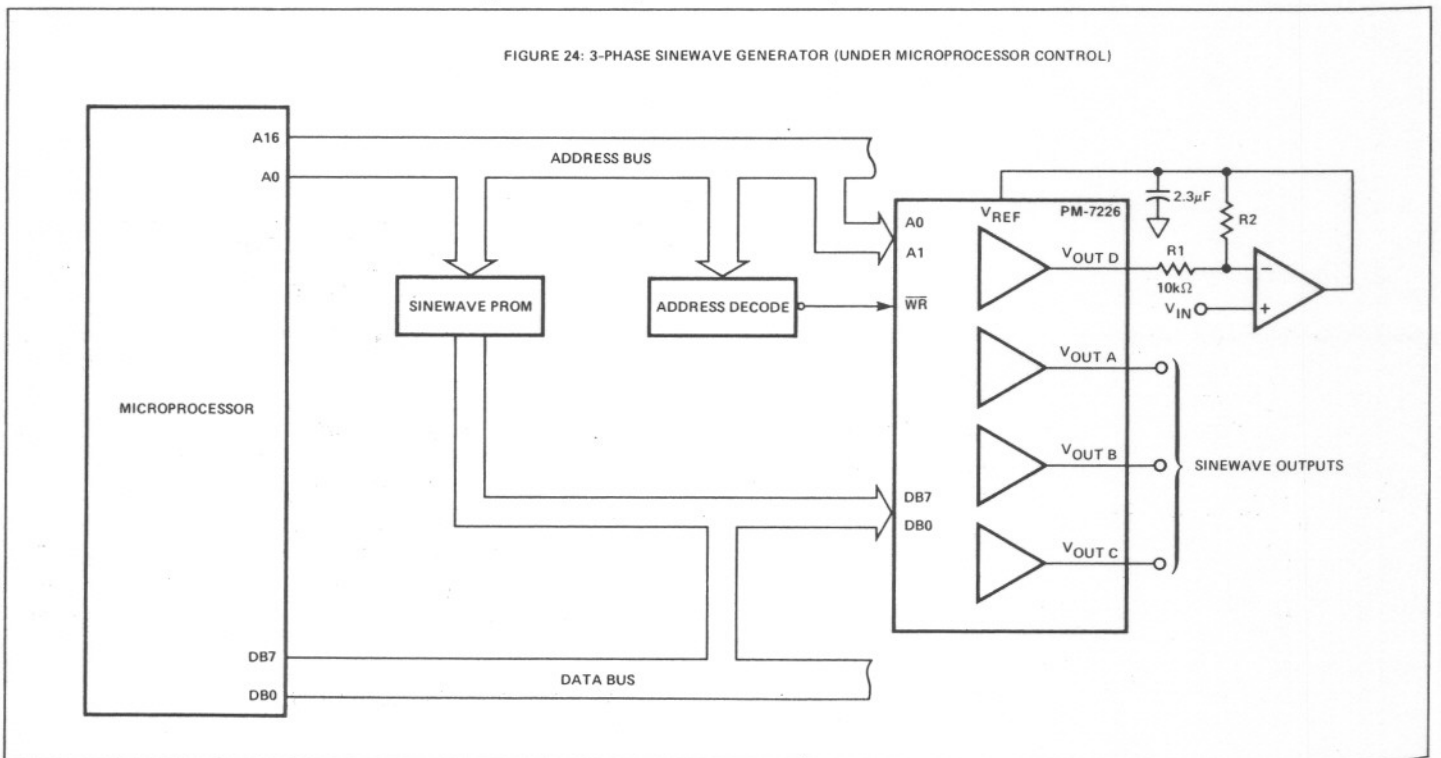 FIGURE 24: 3-PHASE SINEWAVE GENERATOR (UNDER MICROPROCESSOR CONTROL)
A16
ADDRESS BUS
A0
MICROPROCESSOR
SINEWAVE PROM
ADDRESS DECODE
A0
A1
WR
VREF
PM-7226
2.3µF
R2
VOUT D
R1
10kΩ
−
+
VIN
VOUT A
VOUT B
VOUT C
SINEWAVE OUTPUTS
DB7
DB0
DB7
DATA BUS
DB0